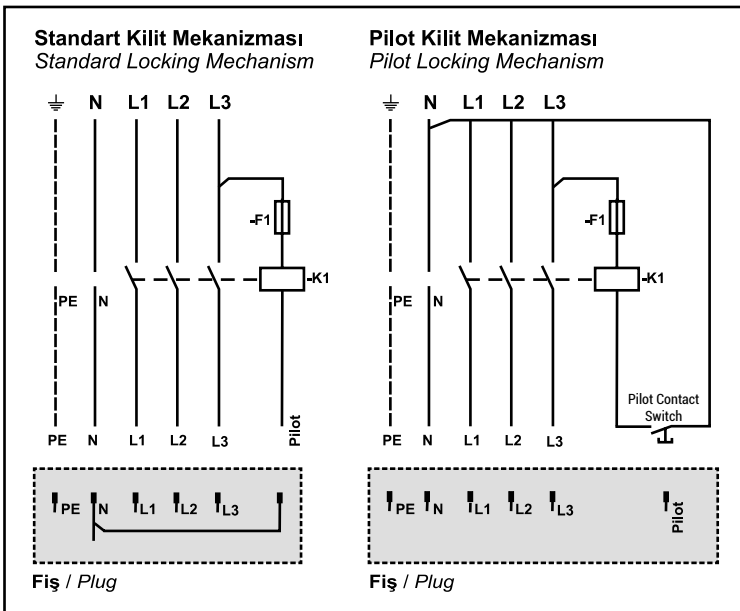 Standart Kilit Mekanizması
Standard Locking Mechanism
N L1 L2 L3
-F1
-K1
PE N
PE N L1 L2 L3 Pilot
PE N L1 L2 L3
Fiş / Plug
Pilot Kilit Mekanizması
Pilot Locking Mechanism
N L1 L2 L3
-F1
-K1
PE N
Pilot Contact
Switch
PE N L1 L2 L3
PE N L1 L2 L3 Pilot
Fiş / Plug